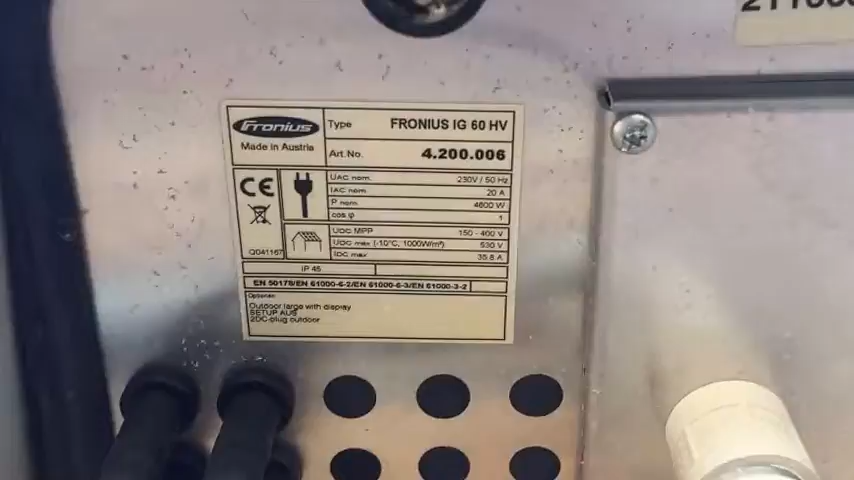 Fronius
Type FRONIUS IG 60 HV
Made in Austria
Art.No. 4.200.006
CE
UAC nom. 230V / 50 Hz
IAC nom. 20 A
P nom. 4600 W
cos φ 1
UDC MPP 150 - 400 V
UDC max (-10°C, 1000W/m²) 530 V
IDC max 35.8 A
Q041167
IP 45
EN 50178/EN 61000-6-2/EN 61000-6-3/EN 61000-3-2
Optionen
Outdoor large with display
SETUP AUS
2DC-plug outdoor